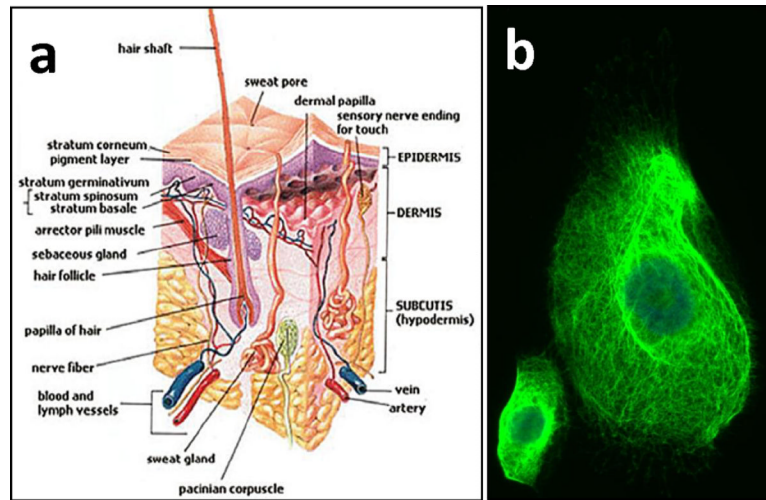 a
b
hair shaft
sweat pore
dermal papilla
sensory nerve ending
for touch
stratum corneum
pigment layer
EPIDERMIS
stratum germinativum
stratum spinosum
stratum basale
DERMIS
arrector pili muscle
sebaceous gland
hair follicle
SUBCUTIS
(hypodermis)
papilla of hair
nerve fiber
blood and
lymph vessels
vein
artery
sweat gland
pacinian corpuscle